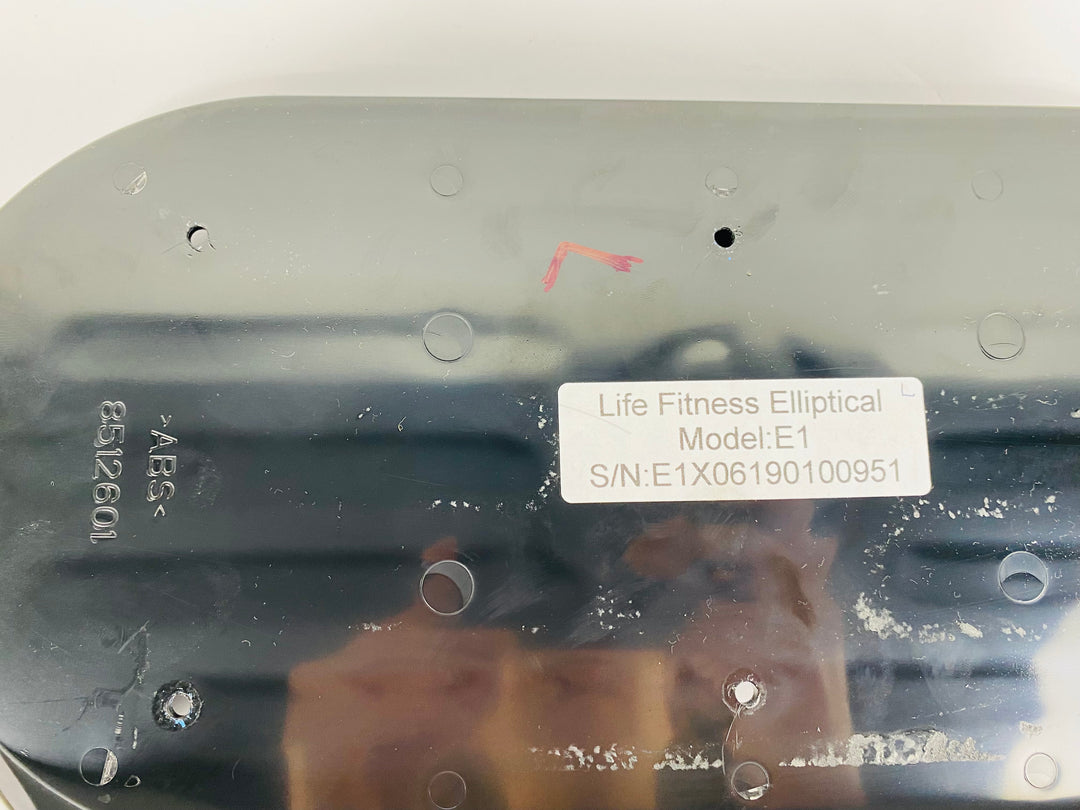 Life Fitness Elliptical
Model:E1
S/N:E1X06190100951
>ABS<
8512601